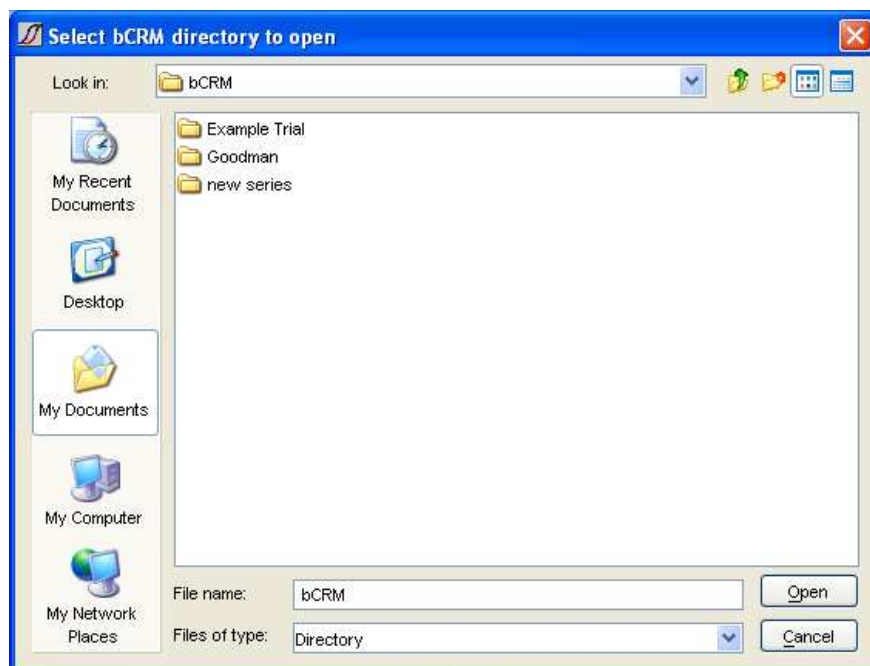 Select bCRM directory to open
Look in:
bCRM
My Recent
Documents
Desktop
My Documents
My Computer
My Network
Places
Example Trial
Goodman
new series
File name:
bCRM
Open
Files of type:
Directory
Cancel